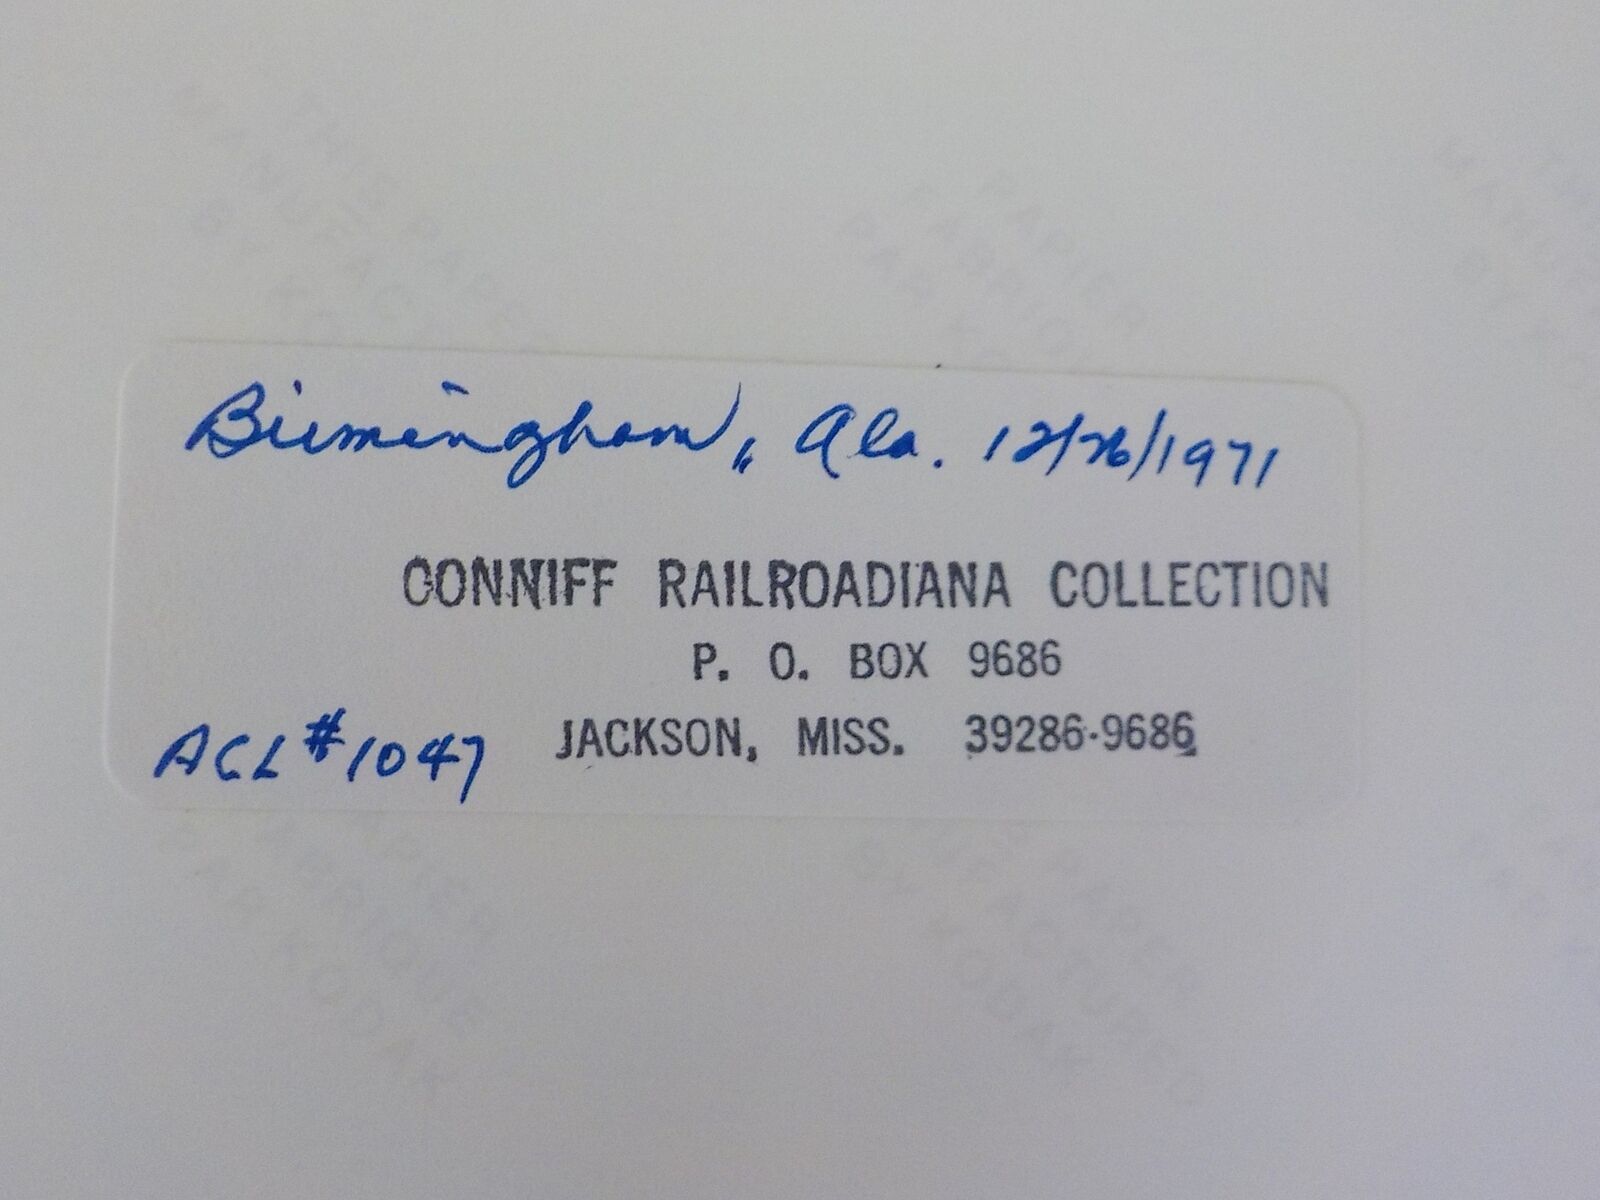 Birmingham, Ala. 12/26/1971
CONNIFF RAILROADIANA COLLECTION
P. O. BOX 9686
JACKSON, MISS. 39286-9686
ACL #1047